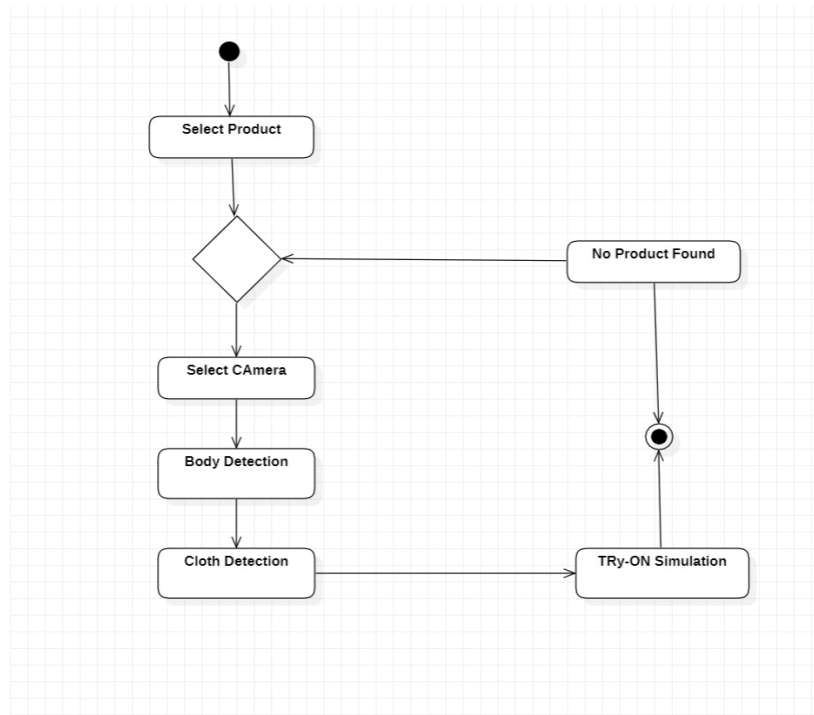 Select Product
No Product Found
Select CAmera
Body Detection
Cloth Detection
TRy-ON Simulation